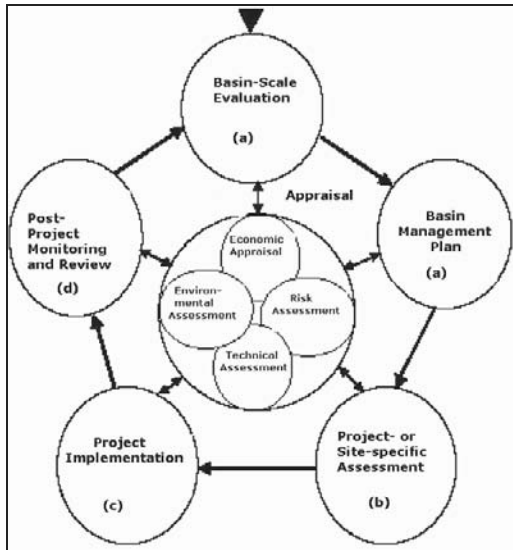 Basin-Scale
Evaluation
(a)
Appraisal
Basin
Management
Plan
(a)
Post-
Project
Monitoring
and Review
(d)
Economic
Appraisal
Environ-
mental
Assessment
Risk
Assessment
Technical
Assessment
Project
Implementation
(c)
Project- or
Site-specific
Assessment
(b)